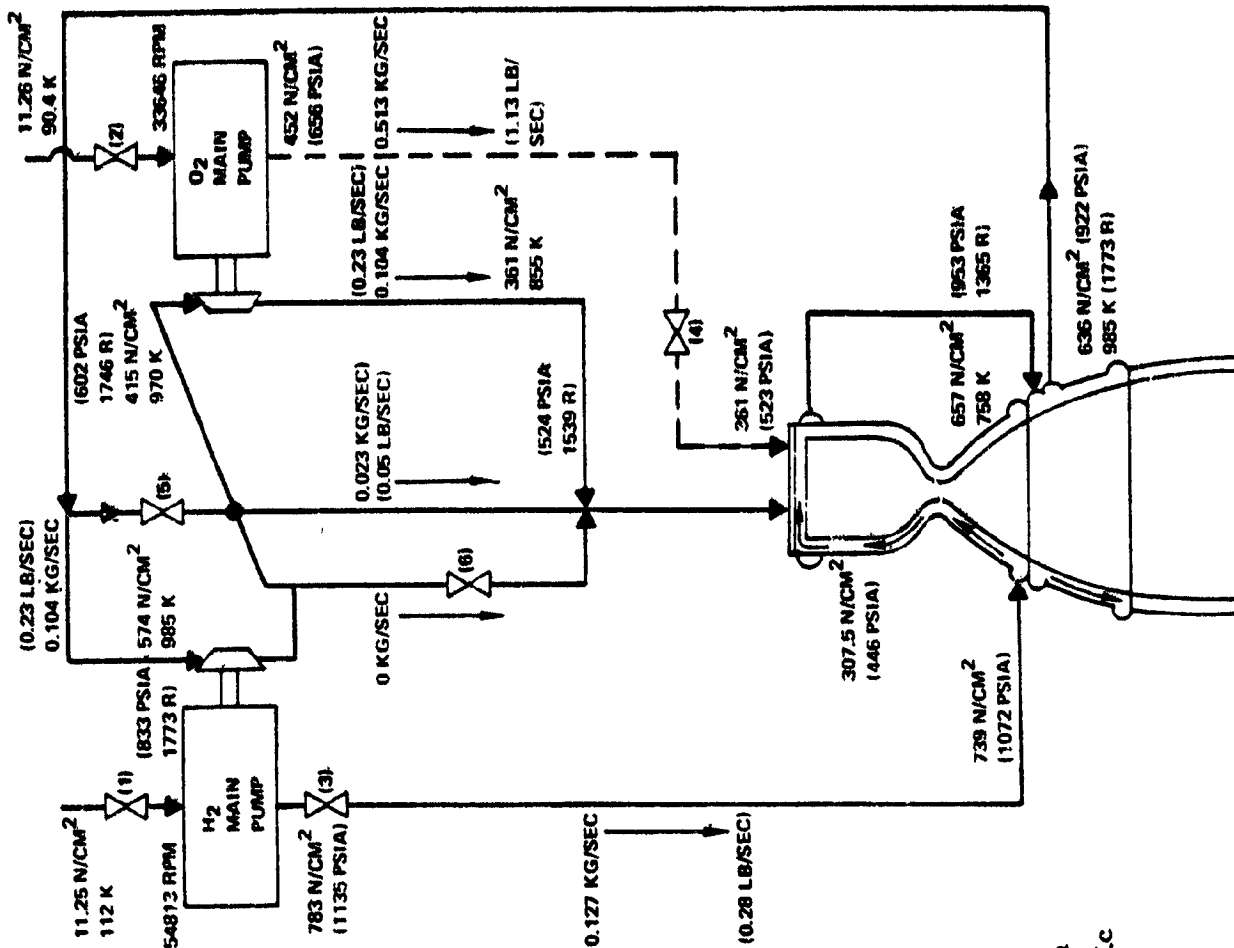 11.25 N/CM²
112 K
(1)
54813 RPM
H₂
MAIN
PUMP
783 N/CM²
(1135 PSIA)
(3)
0.127 KG/SEC
(0.28 LB/SEC)
739 N/CM²
(1072 PSIA)
(833 PSIA
1773 R)
574 N/CM²
985 K
(0.23 LB/SEC)
0.104 KG/SEC
(5)
0 KG/SEC
(6)
0.023 KG/SEC
(0.05 LB/SEC)
(602 PSIA
1746 R)
415 N/CM²
970 K
(524 PSIA
1539 R)
11.26 N/CM²
90.4 K
(2)
33646 RPM
O₂
MAIN
PUMP
452 N/CM²
(656 PSIA)
(0.23 LB/SEC)
0.104 KG/SEC
361 N/CM²
855 K
0.513 KG/SEC
(1.13 LB/
SEC)
(4)
361 N/CM²
(523 PSIA)
307.5 N/CM²
(446 PSIA)
657 N/CM²
758 K
(953 PSIA
1365 R)
636 N/CM² (922 PSIA)
985 K (1773 R)